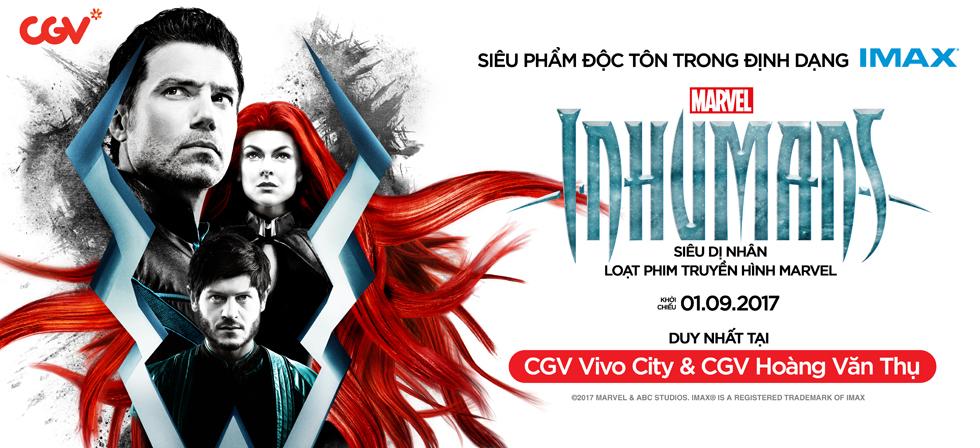 CGV*
SIÊU PHẨM ĐỘC TÔN TRONG ĐỊNH DẠNG IMAX
MARVEL
INHUMANS
SIÊU DỊ NHÂN
LOẠT PHIM TRUYỀN HÌNH MARVEL
KHỞI CHIẾU 01.09.2017
DUY NHẤT TẠI
CGV Vivo City & CGV Hoàng Văn Thụ
©2017 MARVEL & ABC STUDIOS. IMAX® IS A REGISTERED TRADEMARK OF IMAX